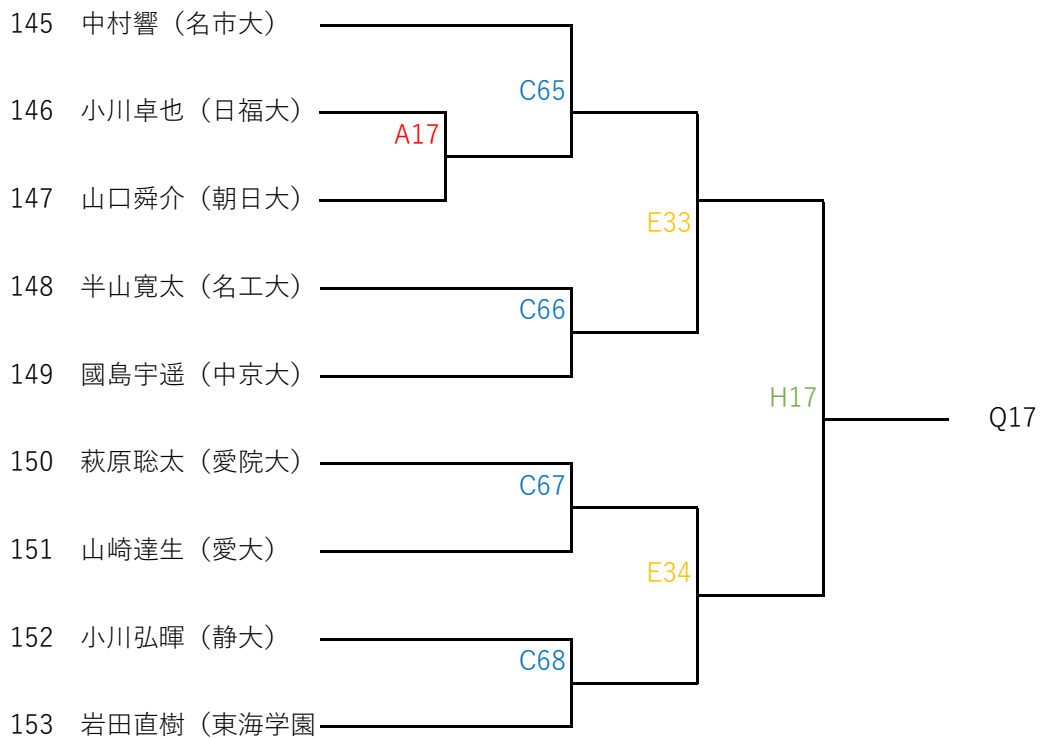 145 中村響（名市大）
C65
146 小川卓也（日福大）
A17
147 山口舜介（朝日大）
E33
148 半山寛太（名工大）
C66
149 國島宇遥（中京大）
H17
Q17
150 萩原聡太（愛院大）
C67
151 山崎達生（愛大）
E34
152 小川弘暉（静大）
C68
153 岩田直樹（東海学園